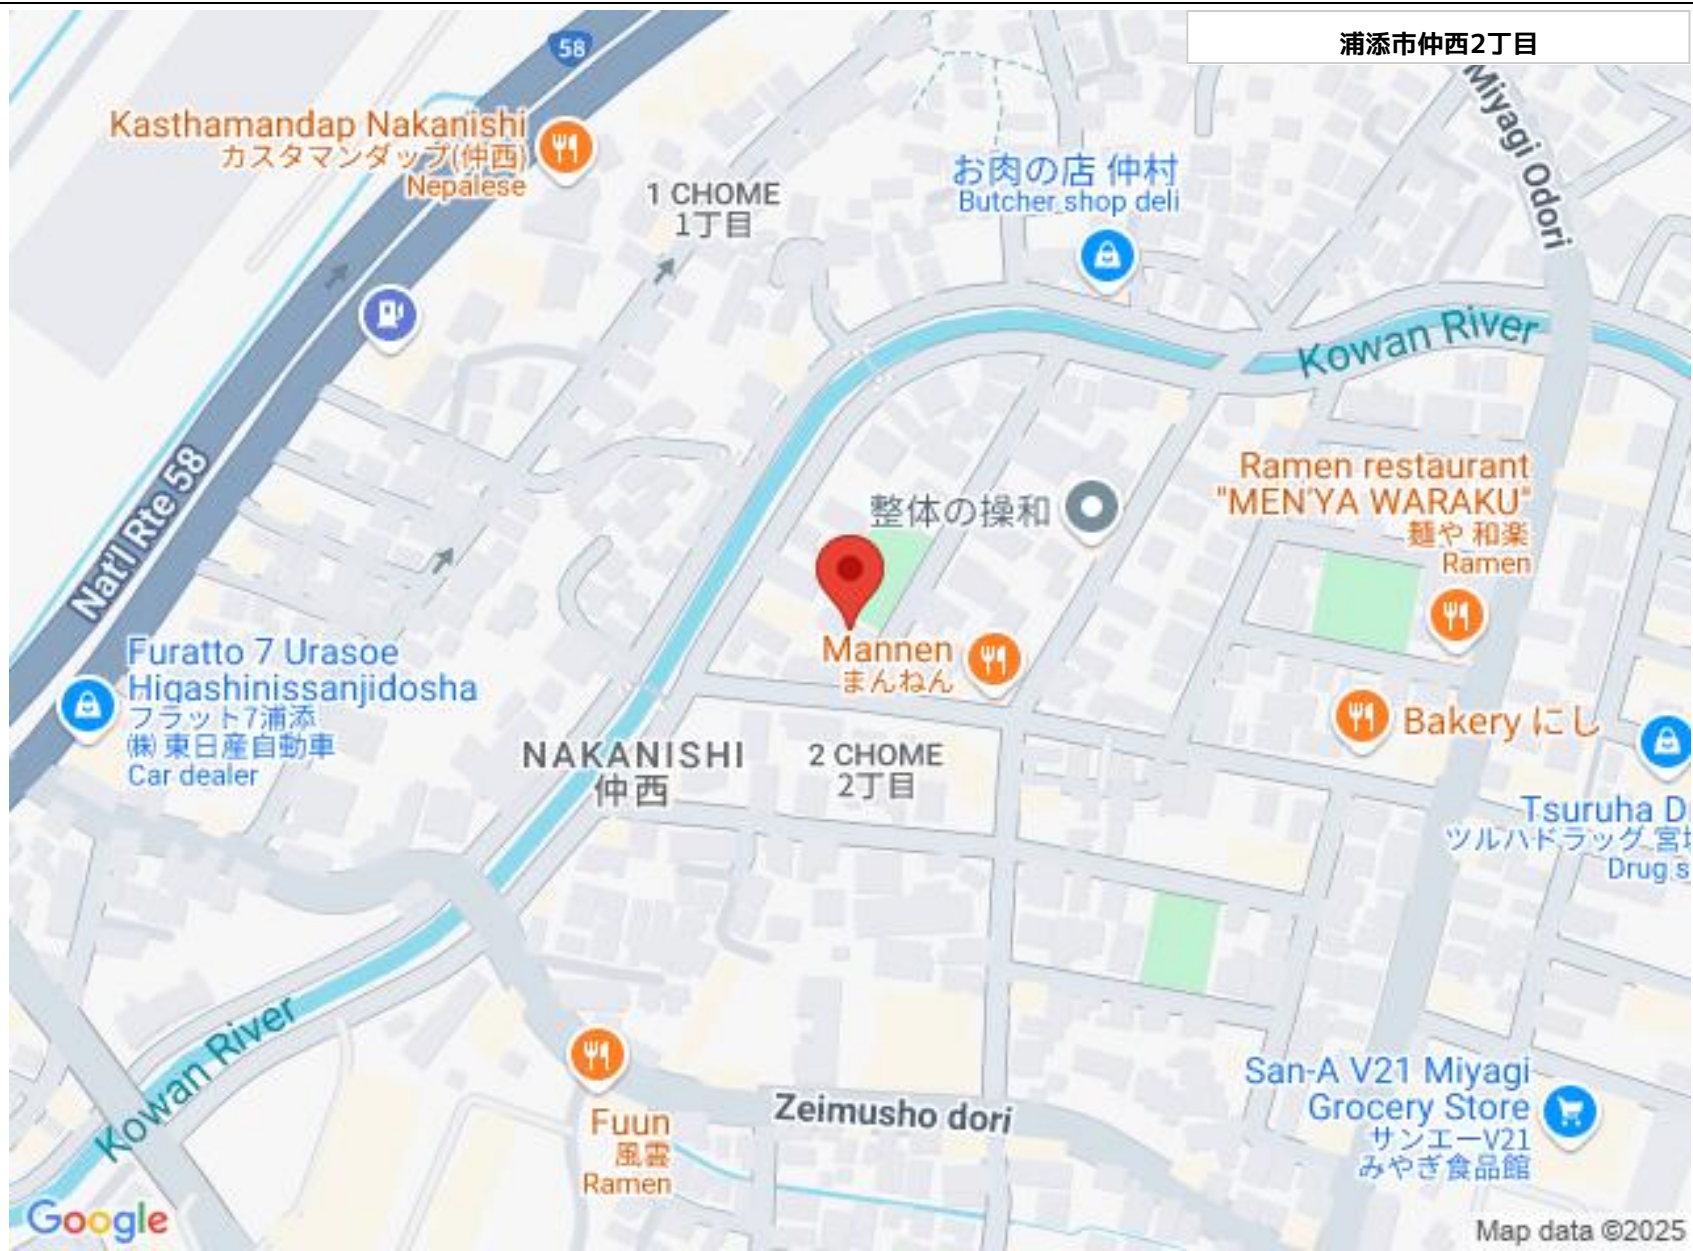 浦添市仲西2丁目
58
Miyagi Odori
Kasthamandap Nakanishi
カスタマンダップ(仲西)
Nepalese
1 CHOME
1丁目
お肉の店 仲村
Butcher shop deli
Kowan River
Nat'l Rte 58
整体の操和
Ramen restaurant
"MEN'YA WARAKU"
麺や 和楽
Ramen
Mannen
まんねん
Furatto 7 Urasoe
Higashinissanjidosha
フラット7浦添
㈱ 東日産自動車
Car dealer
NAKANISHI
仲西
2 CHOME
2丁目
Bakery にし
Tsuruha D
ツルハドラッグ 宮
Drug s
Kowan River
Fuun
風雲
Ramen
Zeimusho dori
San-A V21 Miyagi
Grocery Store
サンエーV21
みやぎ食品館
Google
Map data ©2025